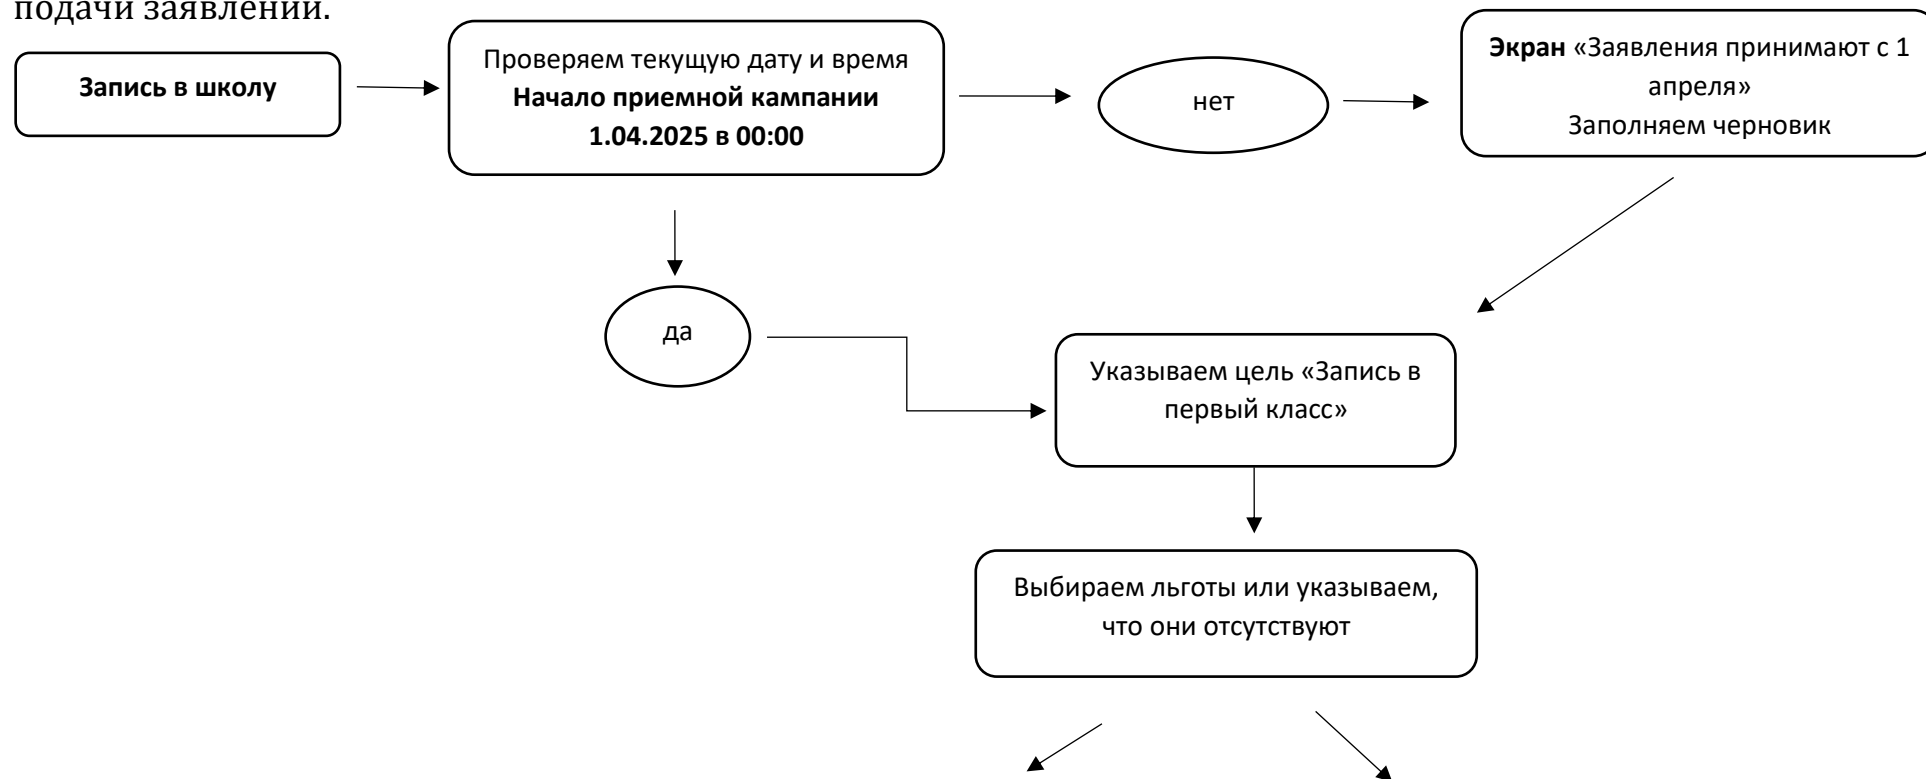 подачи заявлений.
Запись в школу
Проверяем текущую дату и время
Начало приемной кампании
1.04.2025 в 00:00
нет
Экран «Заявления принимают с 1
апреля»
Заполняем черновик
да
Указываем цель «Запись в
первый класс»
Выбираем льготы или указываем,
что они отсутствуют